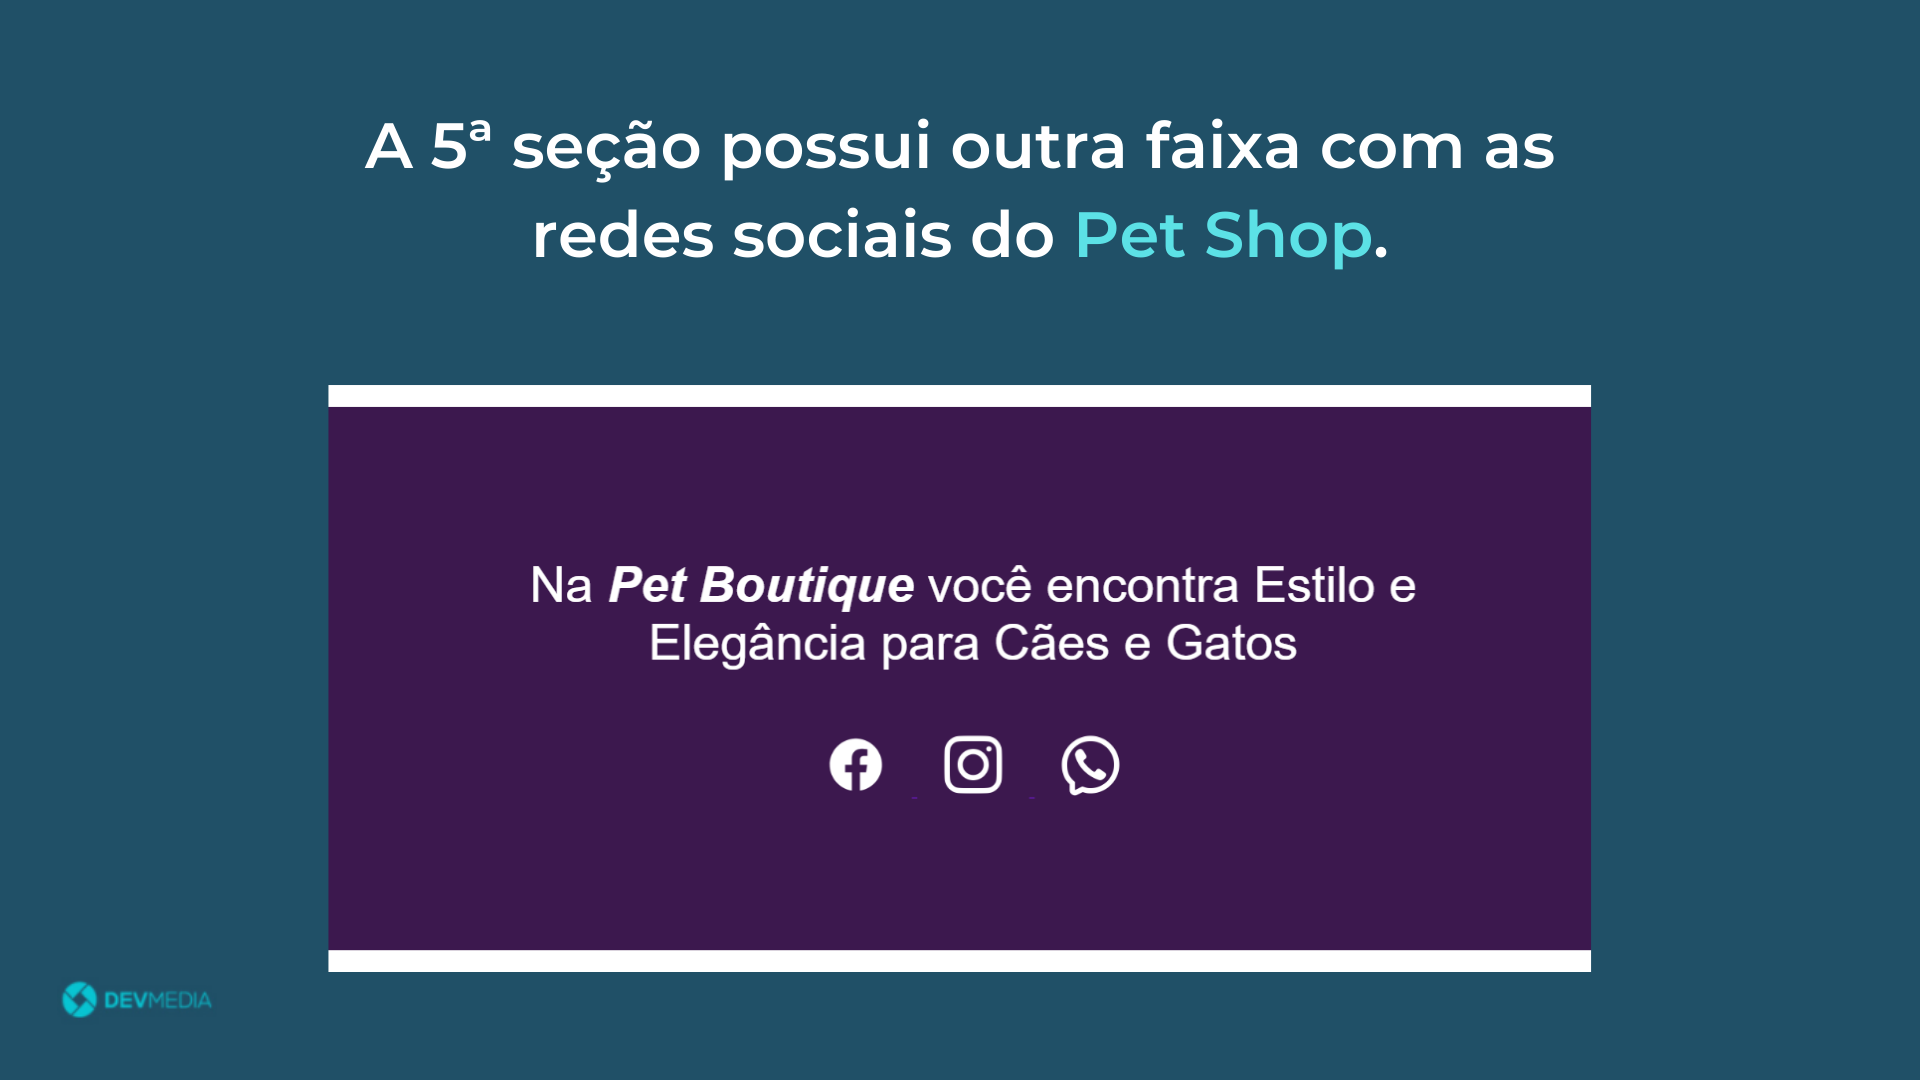 A 5ª seção possui outra faixa com as
redes sociais do Pet Shop.
Na Pet Boutique você encontra Estilo e
Elegância para Cães e Gatos
DEVMEDIA